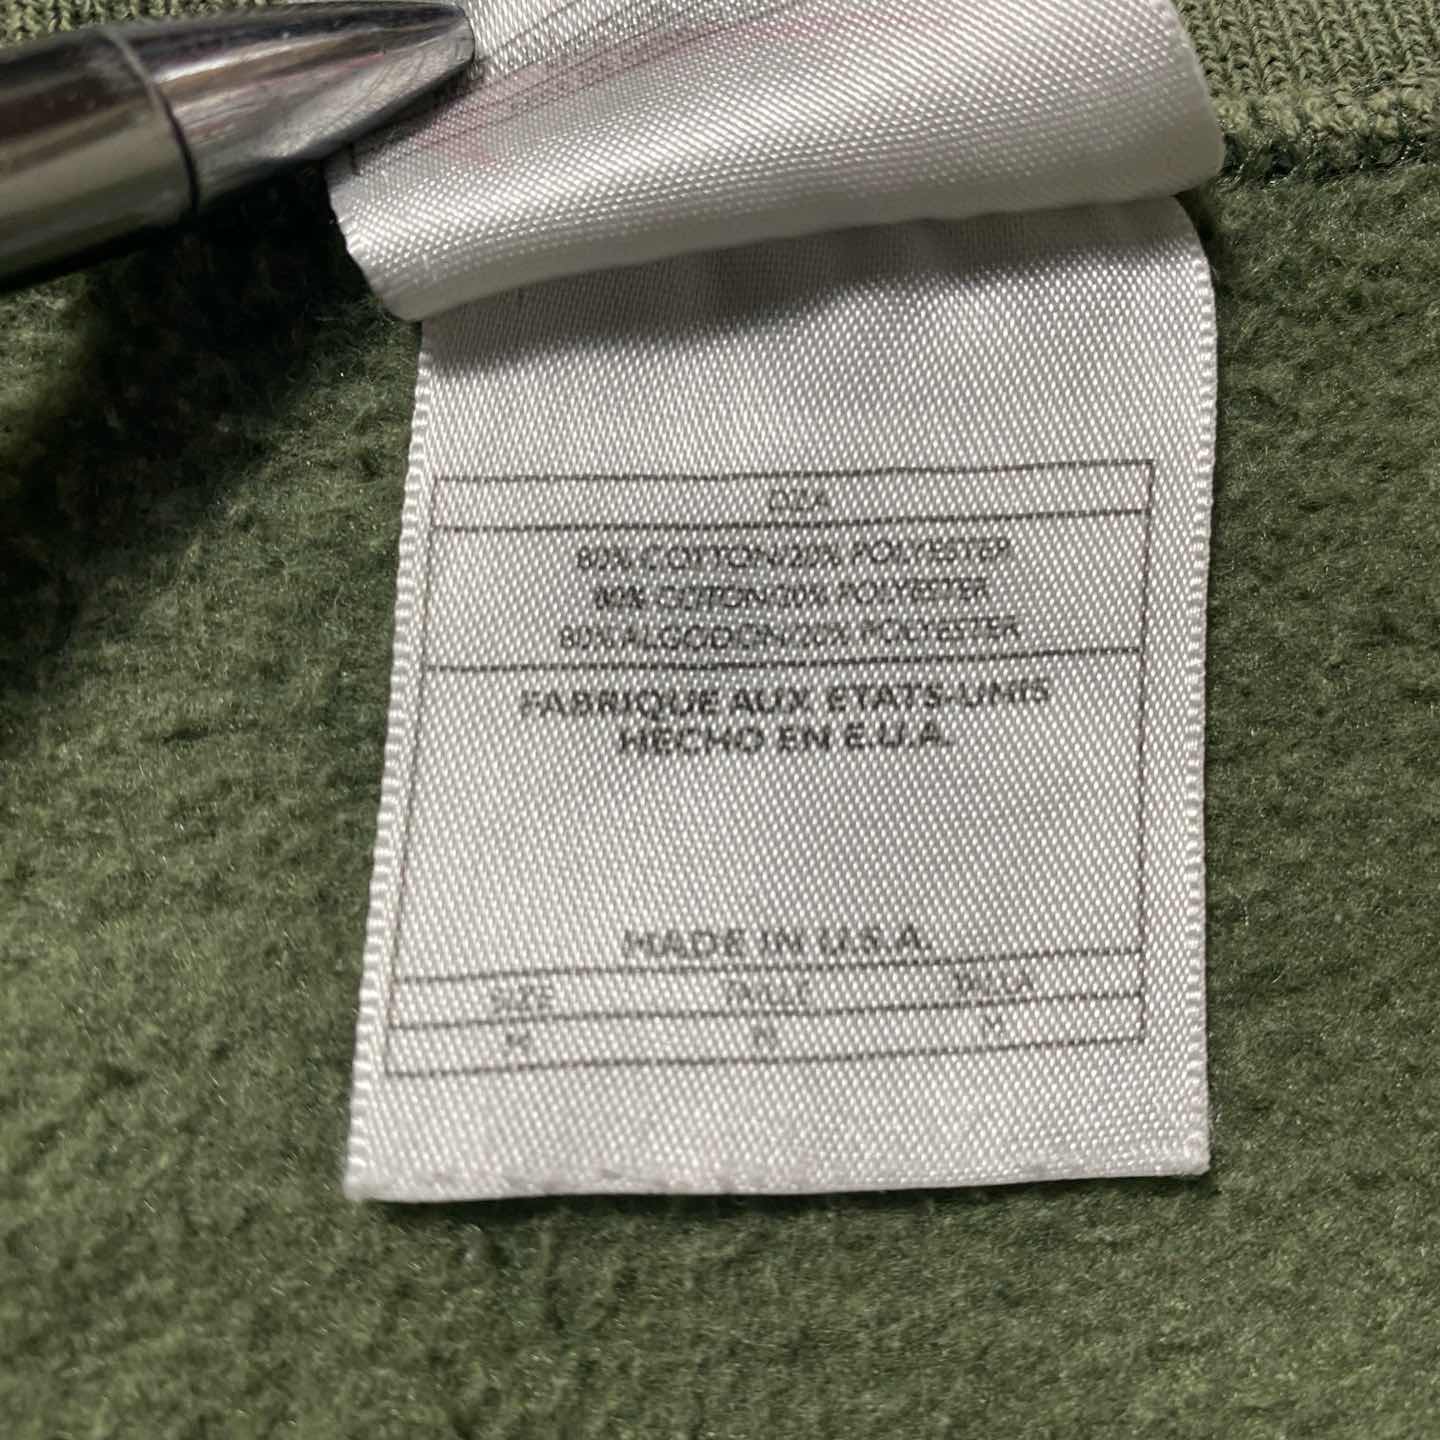 80% COTTON/20% POLYESTER
80% COTTON/20% POLYESTER
80% ALGODON/20% POLYESTER
FABRIQUE AUX ETATS-UNIS
HECHO EN E.U.A.
MADE IN U.S.A.
SIZE TAILLE TALLA
M M M